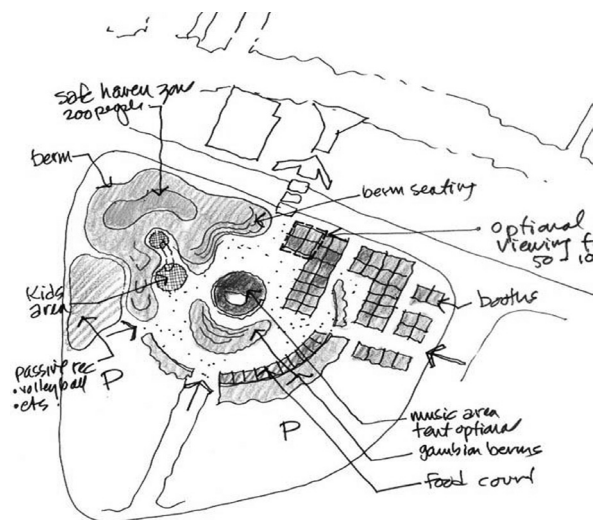 safe haven zone
200 people
berm
berm seating
optional
viewing f
50 10
booths
Kids
area
passive rec
• volleyball
• ets.
P
P
music area
tent optional
gambian berms
food court